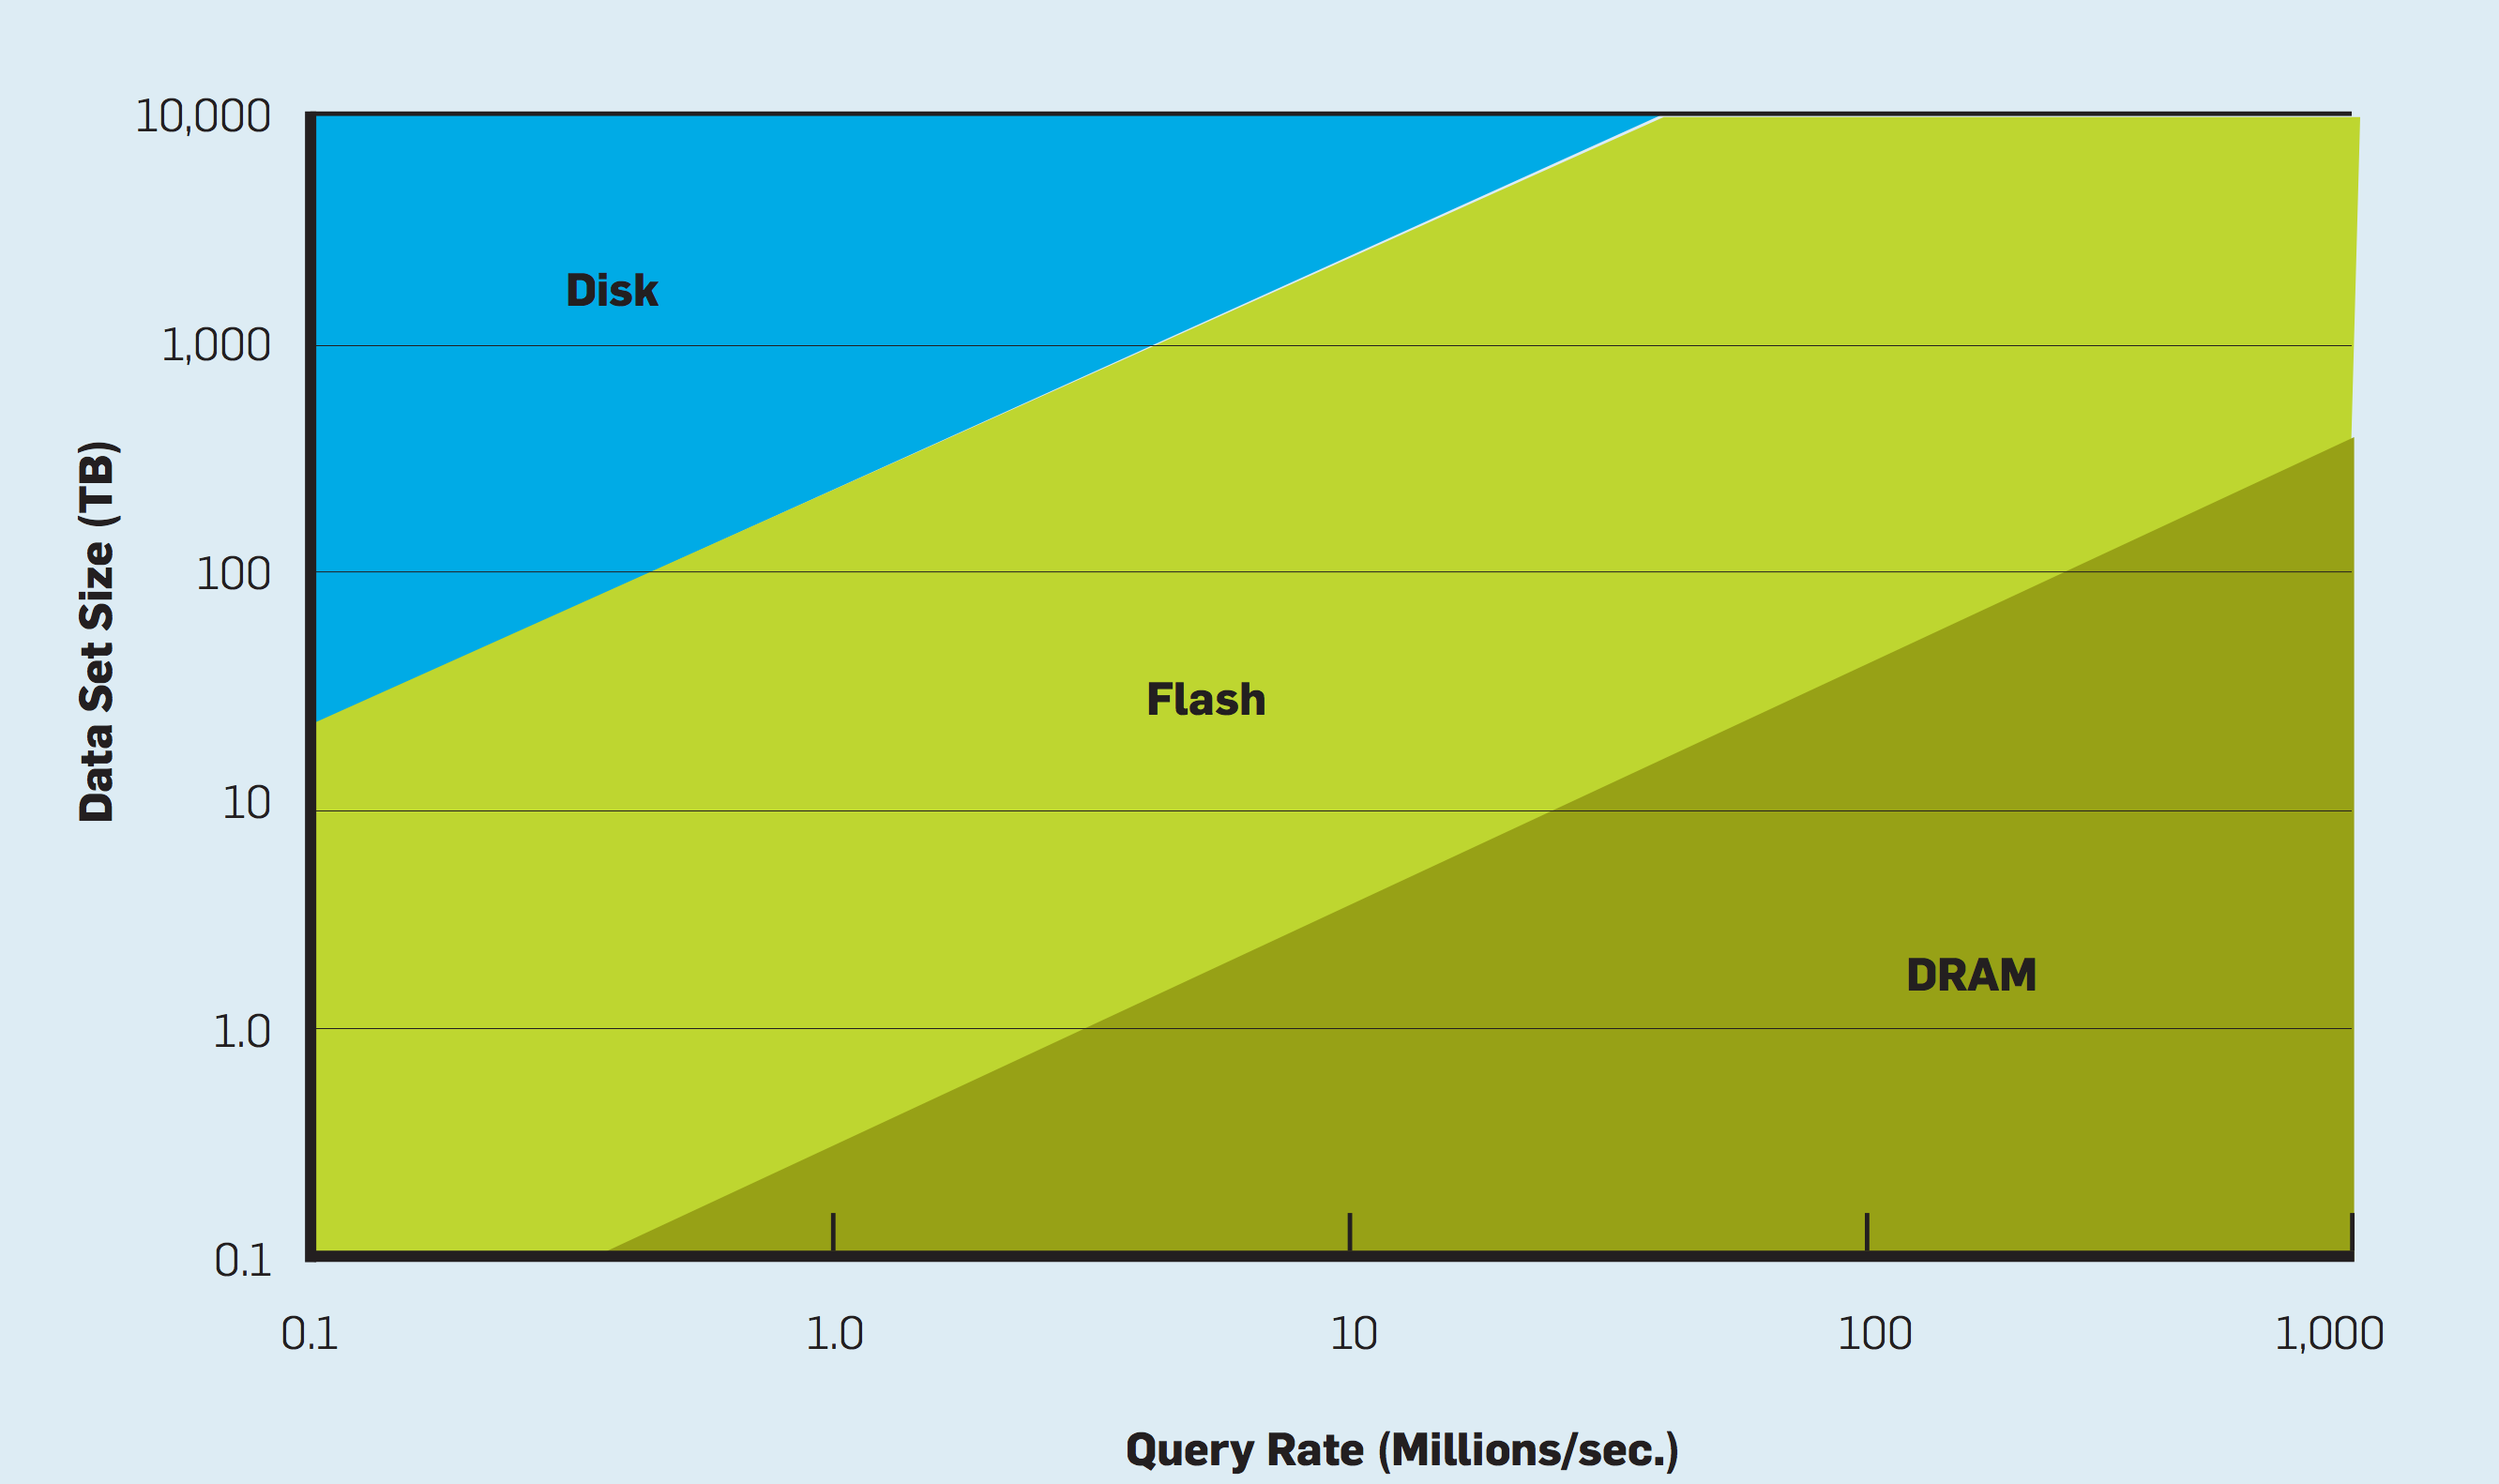 10,000
1,000
100
10
1.0
0.1
Data Set Size (TB)
Disk
Flash
DRAM
0.1 1.0 10 100 1,000
Query Rate (Millions/sec.)